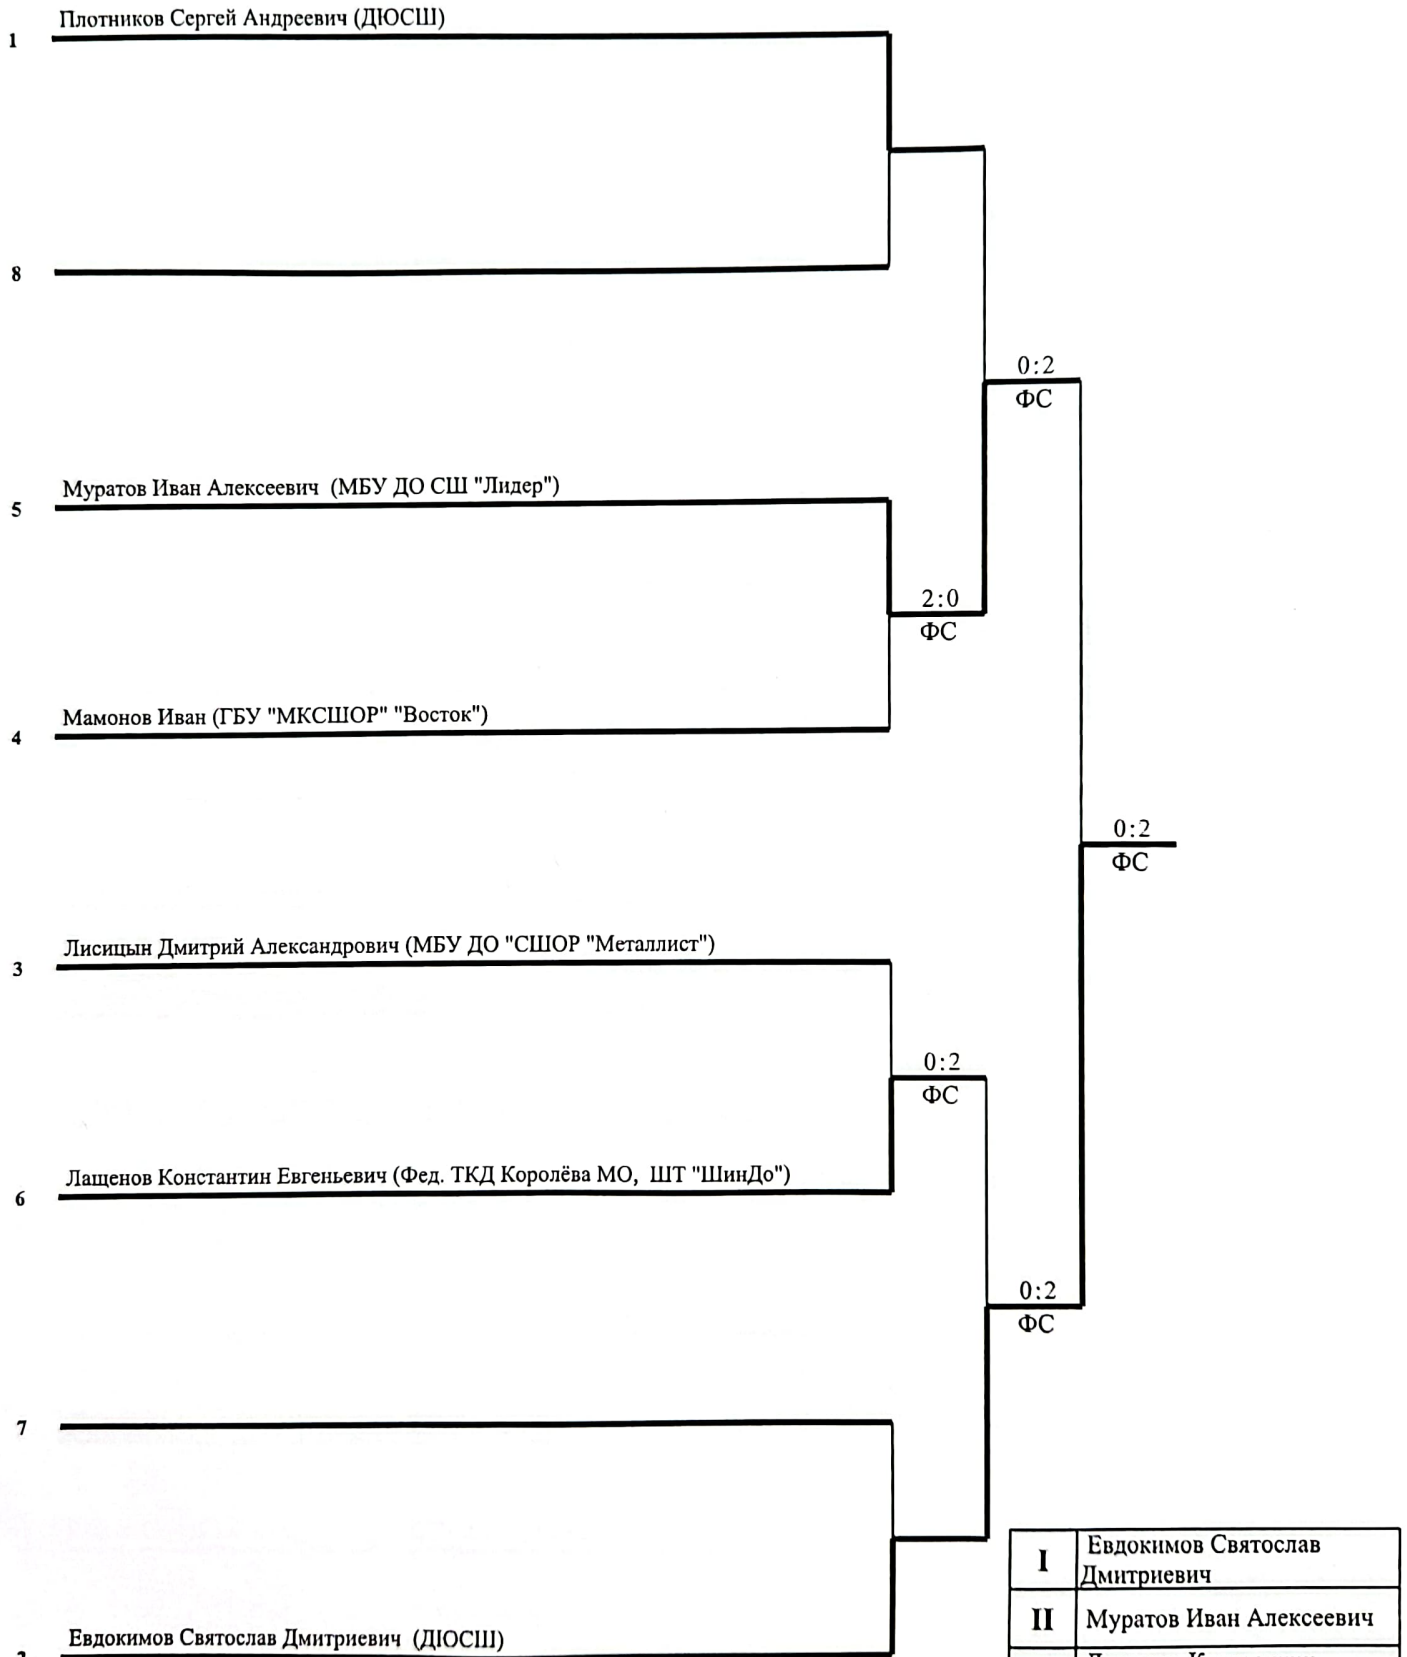 Плотников Сергей Андреевич (ДЮСШ)
1
8
0:2
ФС
Муратов Иван Алексеевич (МБУ ДО СШ "Лидер")
5
2:0
ФС
Мамонов Иван (ГБУ "МКСШОР" "Восток")
4
0:2
ФС
Лисицын Дмитрий Александрович (МБУ ДО "СШОР "Металлист")
3
0:2
ФС
Лащенов Константин Евгеньевич (Фед. ТКД Королёва МО, ШТ "ШинДо")
6
0:2
ФС
7
I Евдокимов Святослав
Дмитриевич
II Муратов Иван Алексеевич
Евдокимов Святослав Дмитриевич (ДЮСШ)